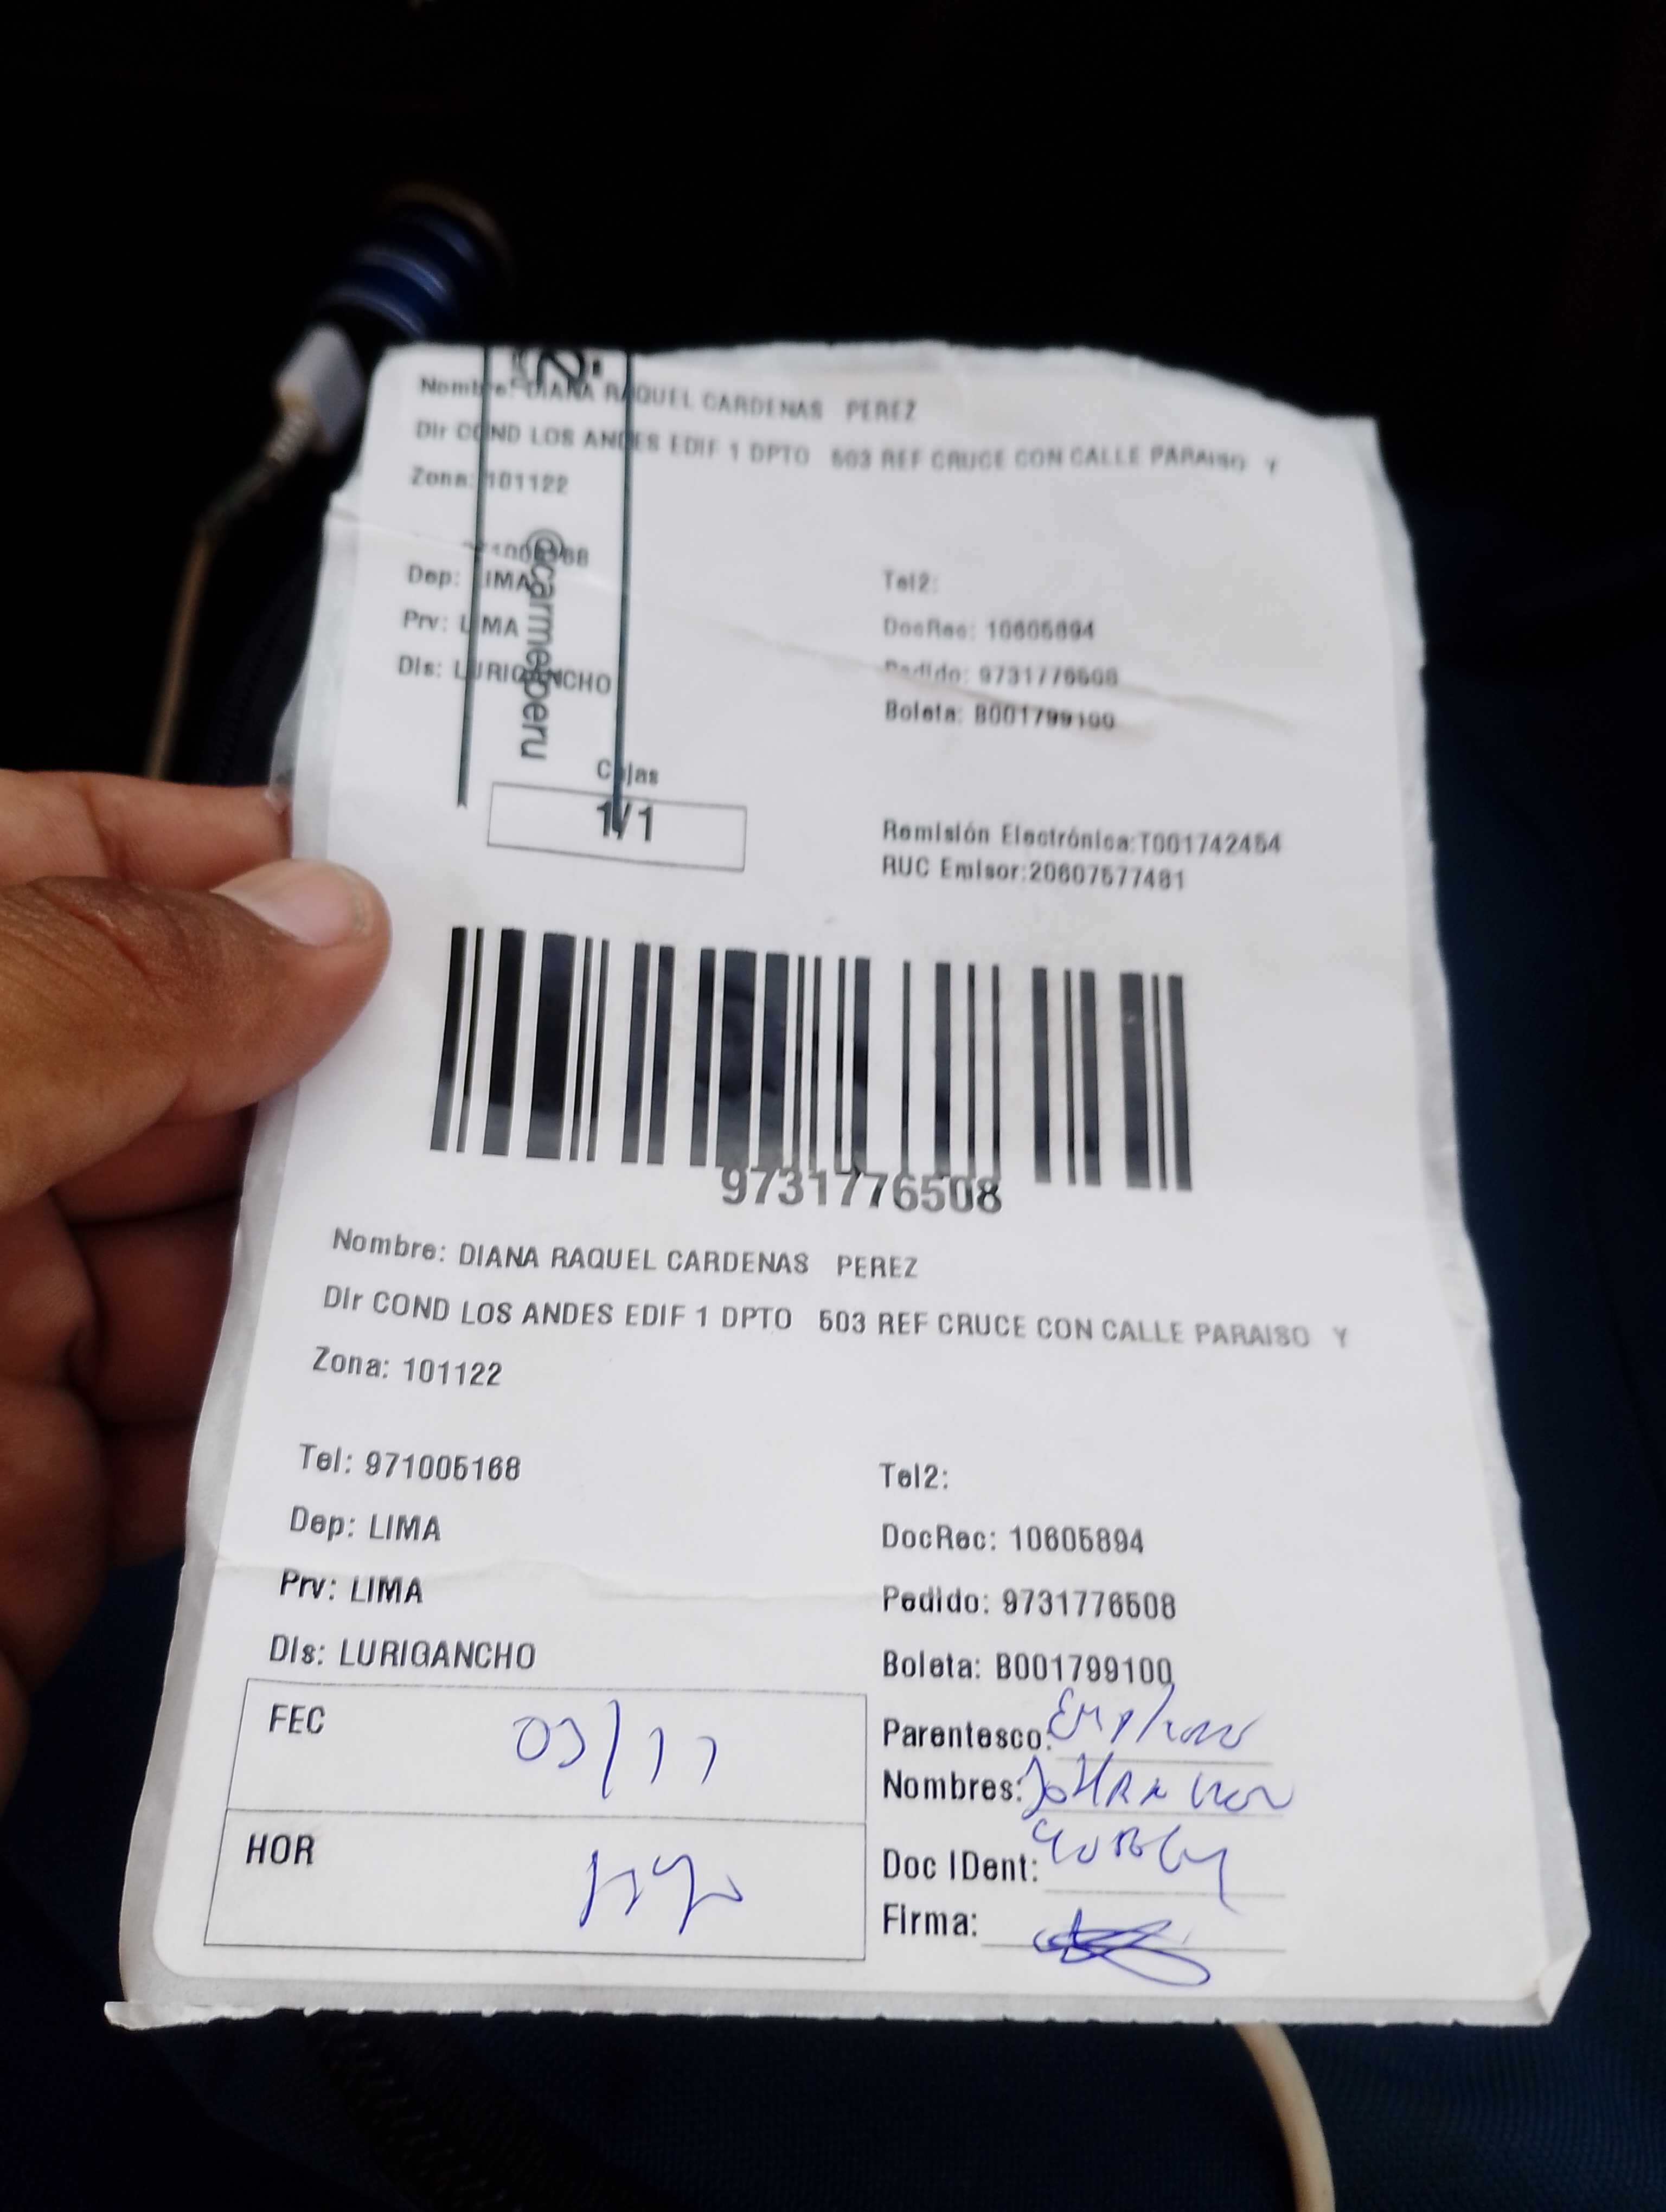 Nombre: DIANA RAQUEL CARDENAS PEREZ
Dir COND LOS ANDES EDIF 1 DPTO 503 REF CRUCE CON CALLE PARAISO Y
Zona: 101122
Dep: LIMA
Tel2:
Prv: LIMA
DocRec: 10605894
Dis: LURIGANCHO
Pedido: 9731776508
Boleta: B001799100
@carmelperu
Cajas
1/1
Remisión Electrónica:T001742454
RUC Emisor:20607577481
9731776508
Nombre: DIANA RAQUEL CARDENAS PEREZ
Dir COND LOS ANDES EDIF 1 DPTO 503 REF CRUCE CON CALLE PARAISO Y
Zona: 101122
Tel: 971005168
Tel2:
Dep: LIMA
DocRec: 10605894
Prv: LIMA
Pedido: 9731776508
Dis: LURIGANCHO
Boleta: B001799100
FEC
Parentesco:
Nombres:
HOR
Doc IDent:
Firma: